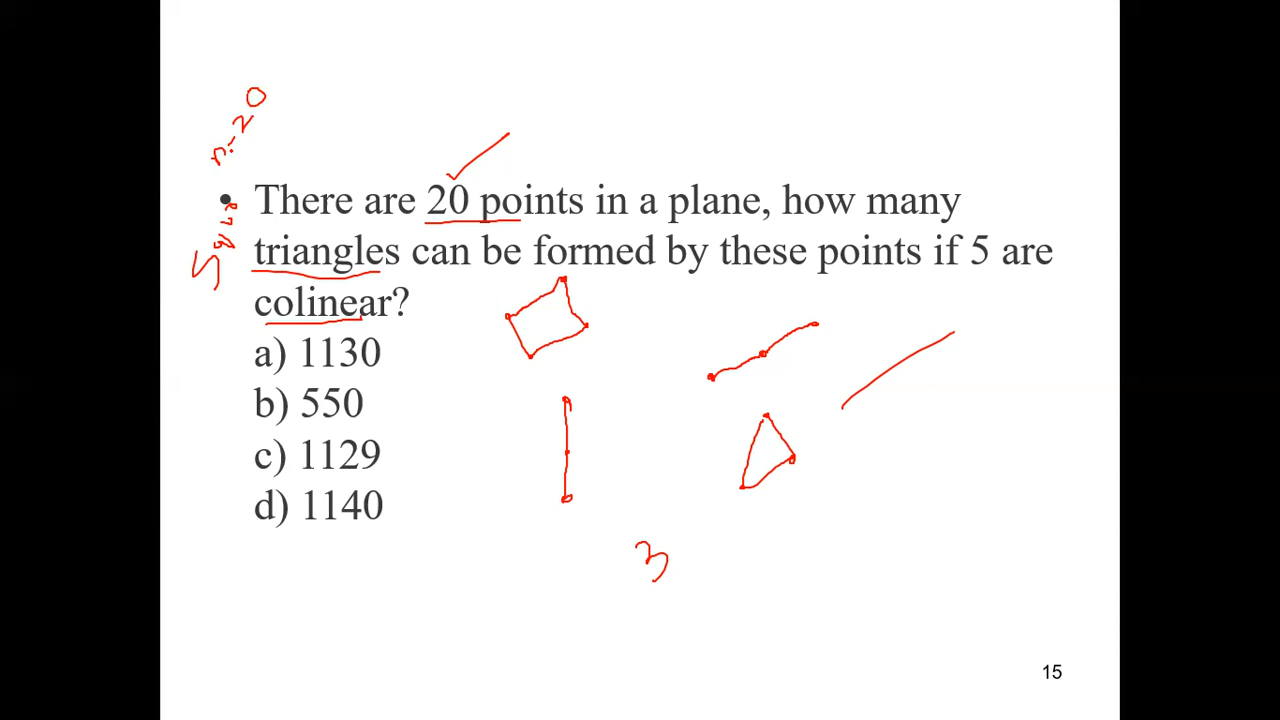 n=20
• There are 20 points in a plane, how many
triangles can be formed by these points if 5 are
colinear?
a) 1130
b) 550
c) 1129
d) 1140
5
3
15